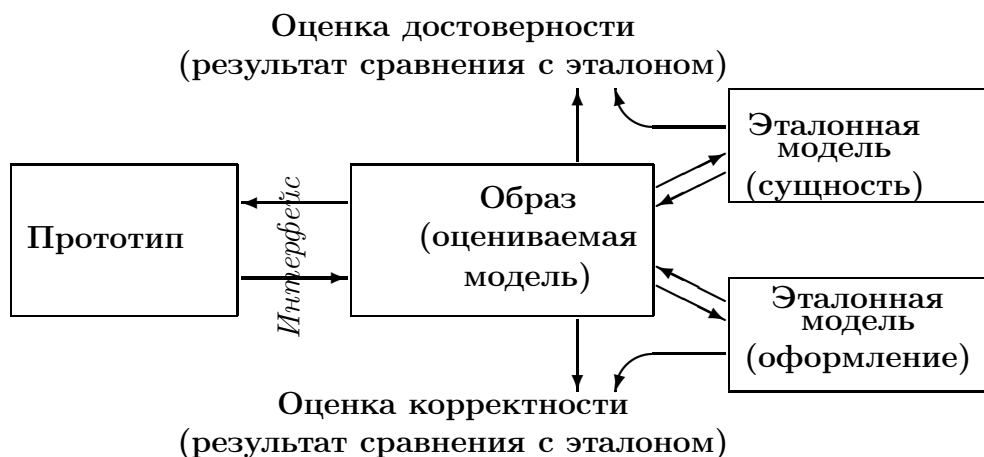 Оценка достоверности
(результат сравнения с эталоном)
Эталонная
модель
(сущность)
Прототип
Интерфейс
Образ
(оцениваемая
модель)
Эталонная
модель
(оформление)
Оценка корректности
(результат сравнения с эталоном)